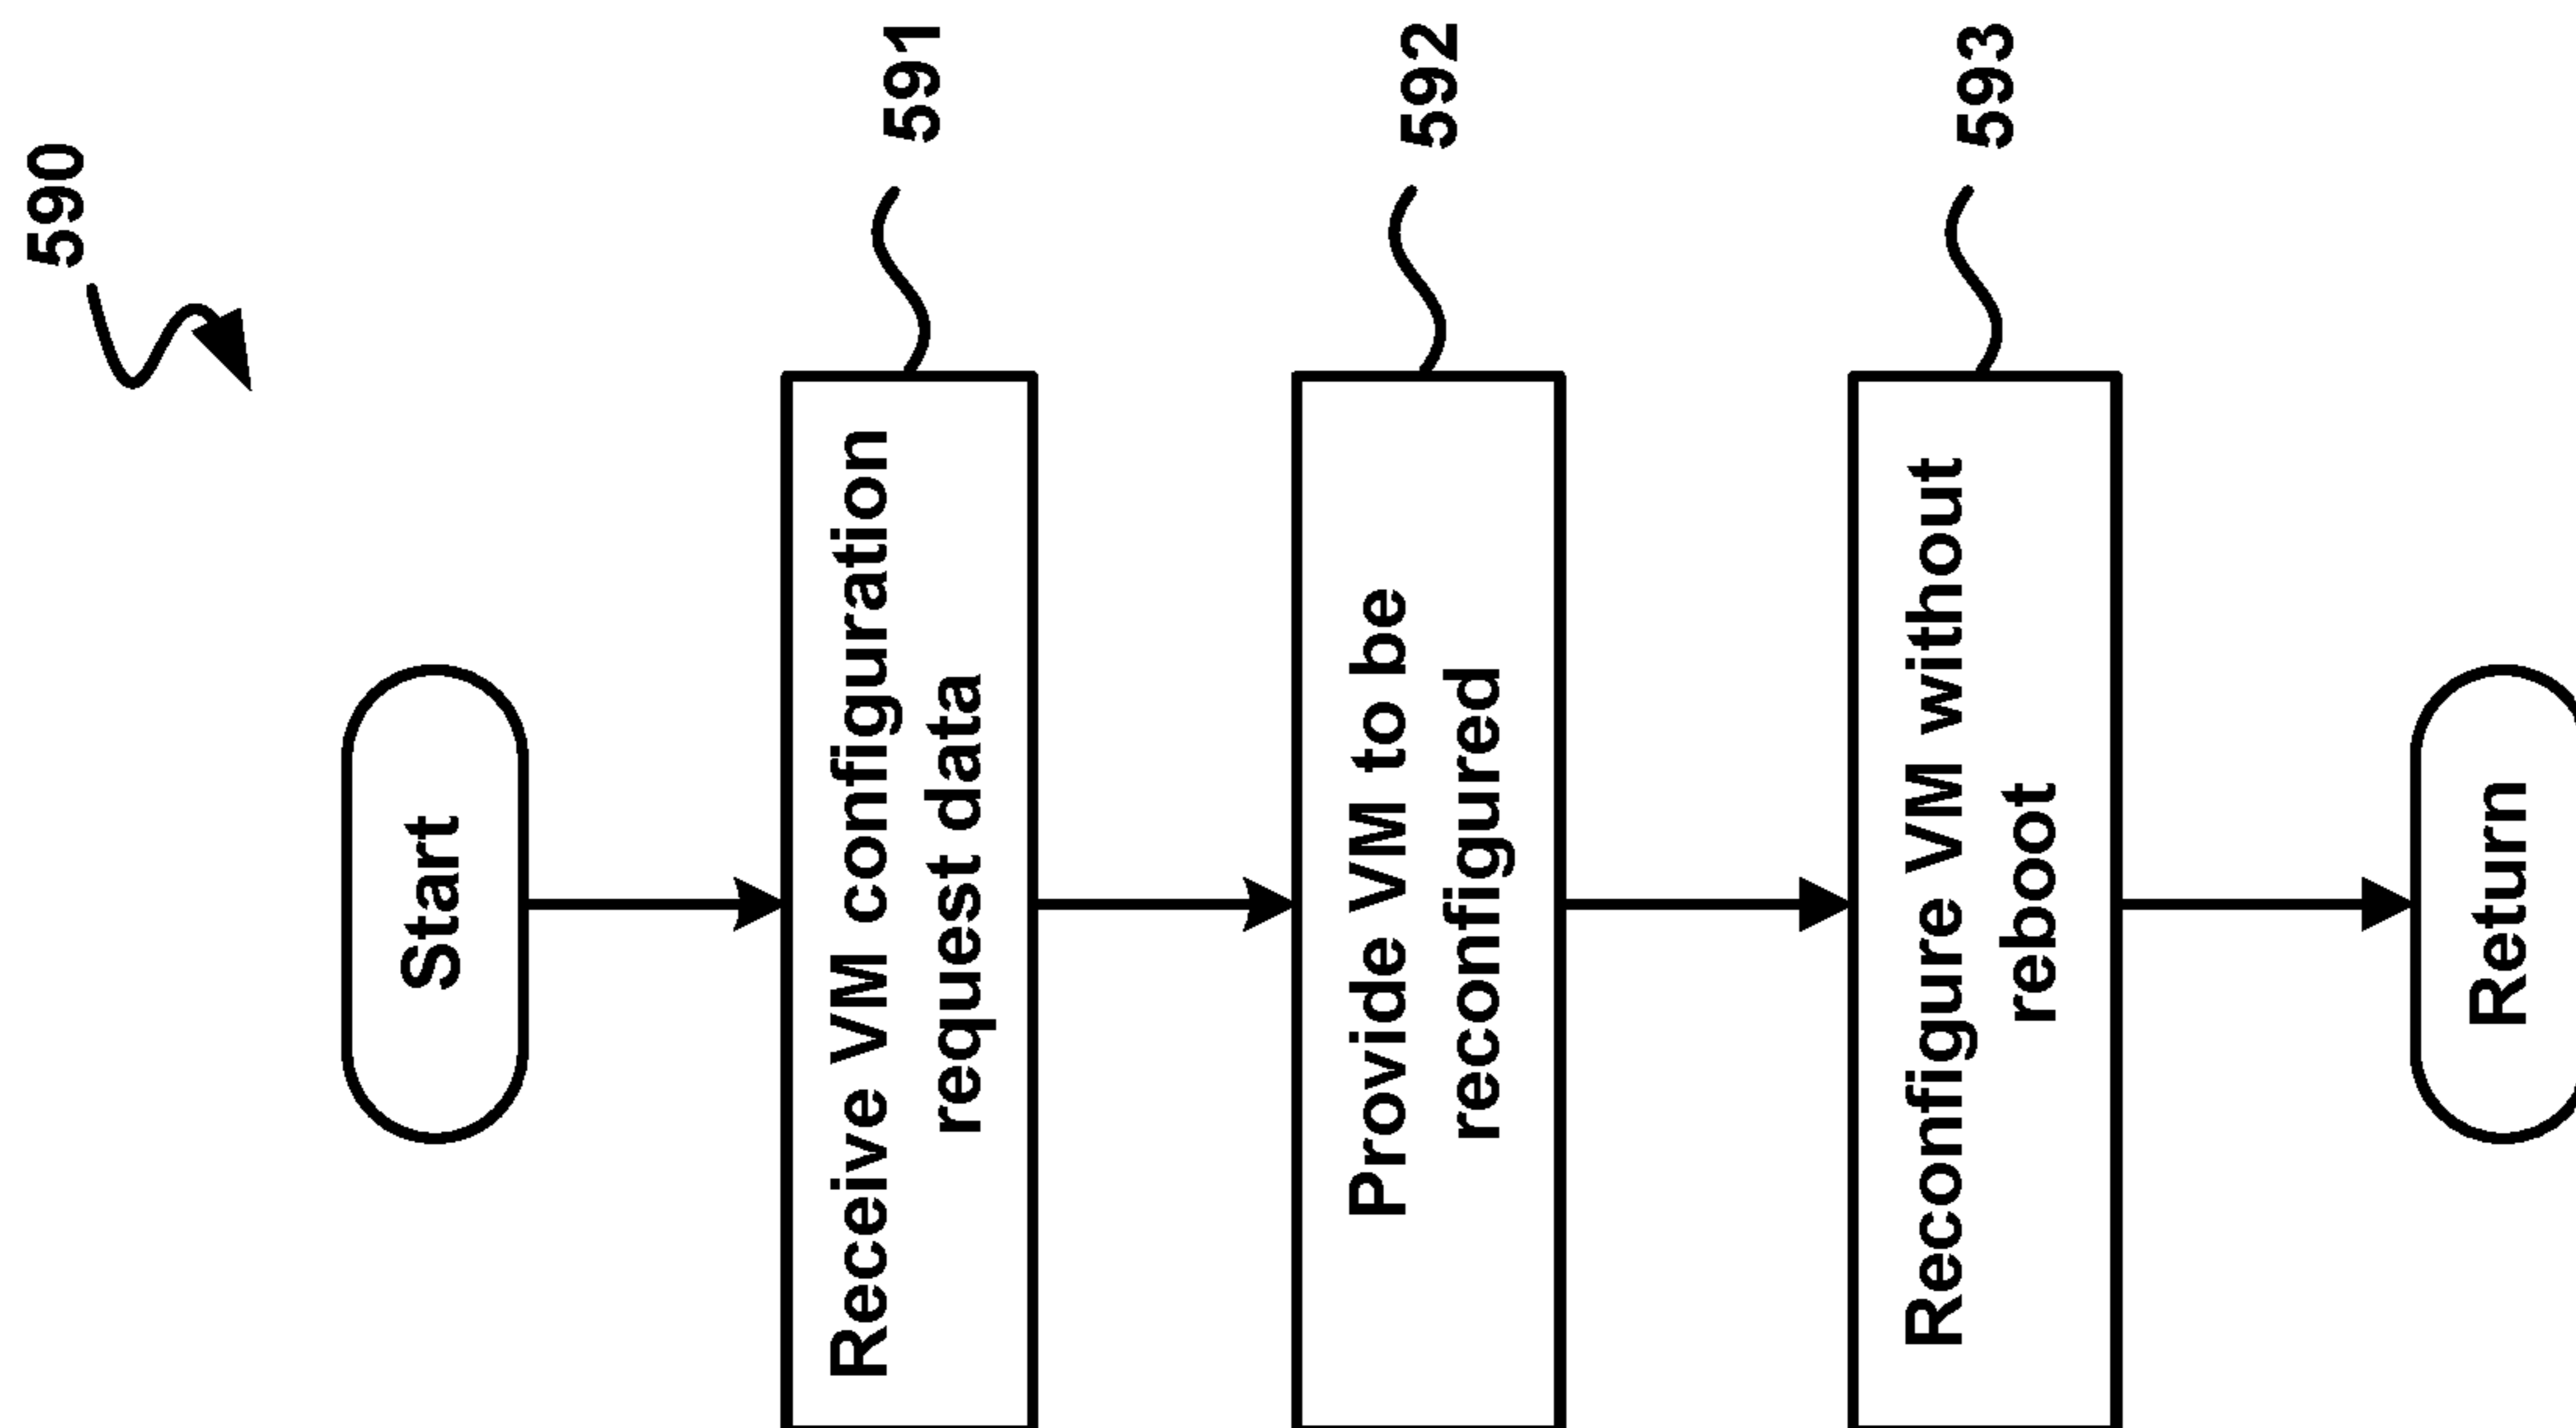 590
Start
Receive VM configuration
request data
591
Provide VM to be
reconfigured
592
Reconfigure VM without
reboot
593
Return